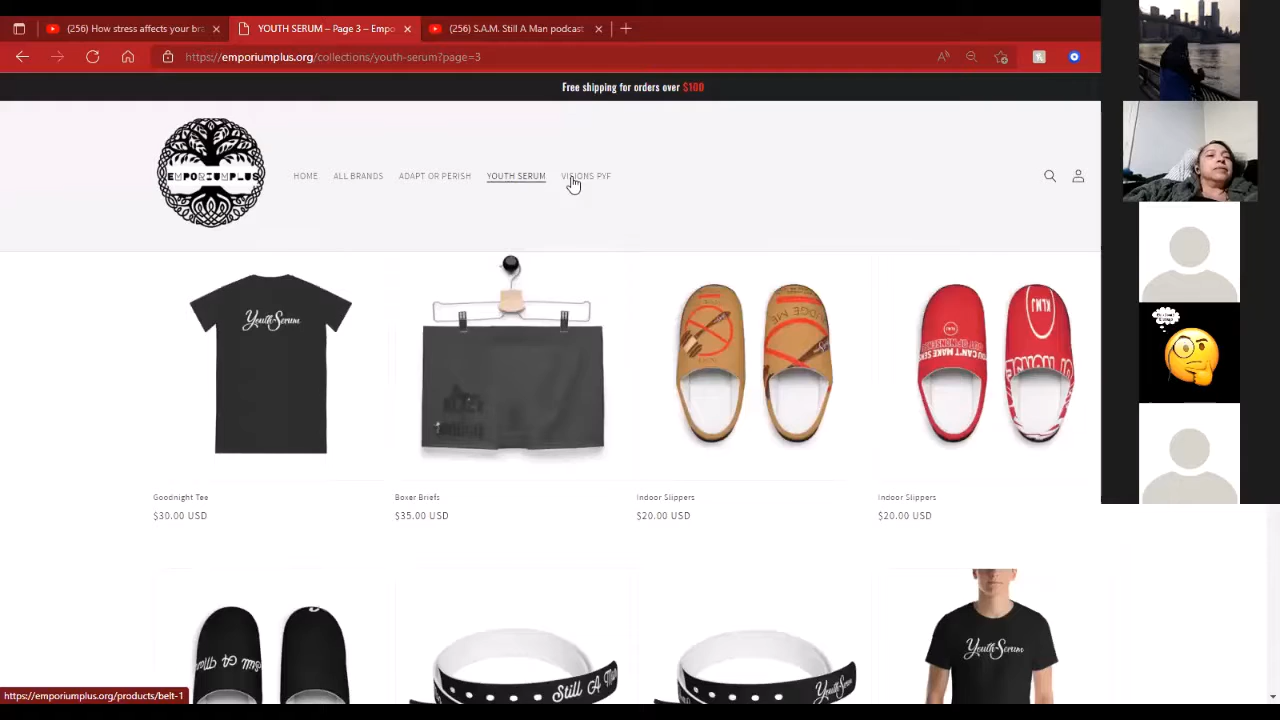 (256) How stress affects your bra
YOUTH SERUM – Page 3 – Empo
(256) S.A.M. Still A Man podcast
https://emporiumplus.org/collections/youth-serum?page=3
Free shipping for orders over $100
EMPORIUMPLUS
HOME
ALL BRANDS
ADAPT OR PERISH
YOUTH SERUM
VISIONS PYF
Youth Serum
Goodnight Tee
$30.00 USD
Boxer Briefs
$35.00 USD
Indoor Slippers
$20.00 USD
Indoor Slippers
$20.00 USD
Still A Man
Youth Serum
Youth Serum
https://emporiumplus.org/products/belt-1